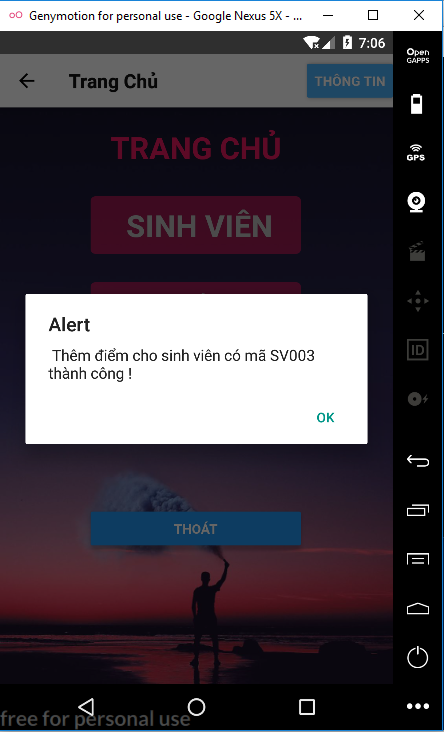 Genymotion for personal use - Google Nexus 5X - ...
7:06
Open
GAPPS
Trang Chủ
THÔNG TIN
GPS
TRANG CHỦ
SINH VIÊN
Alert
Thêm điểm cho sinh viên có mã SV003
thành công !
OK
ID
THOÁT
free for personal use